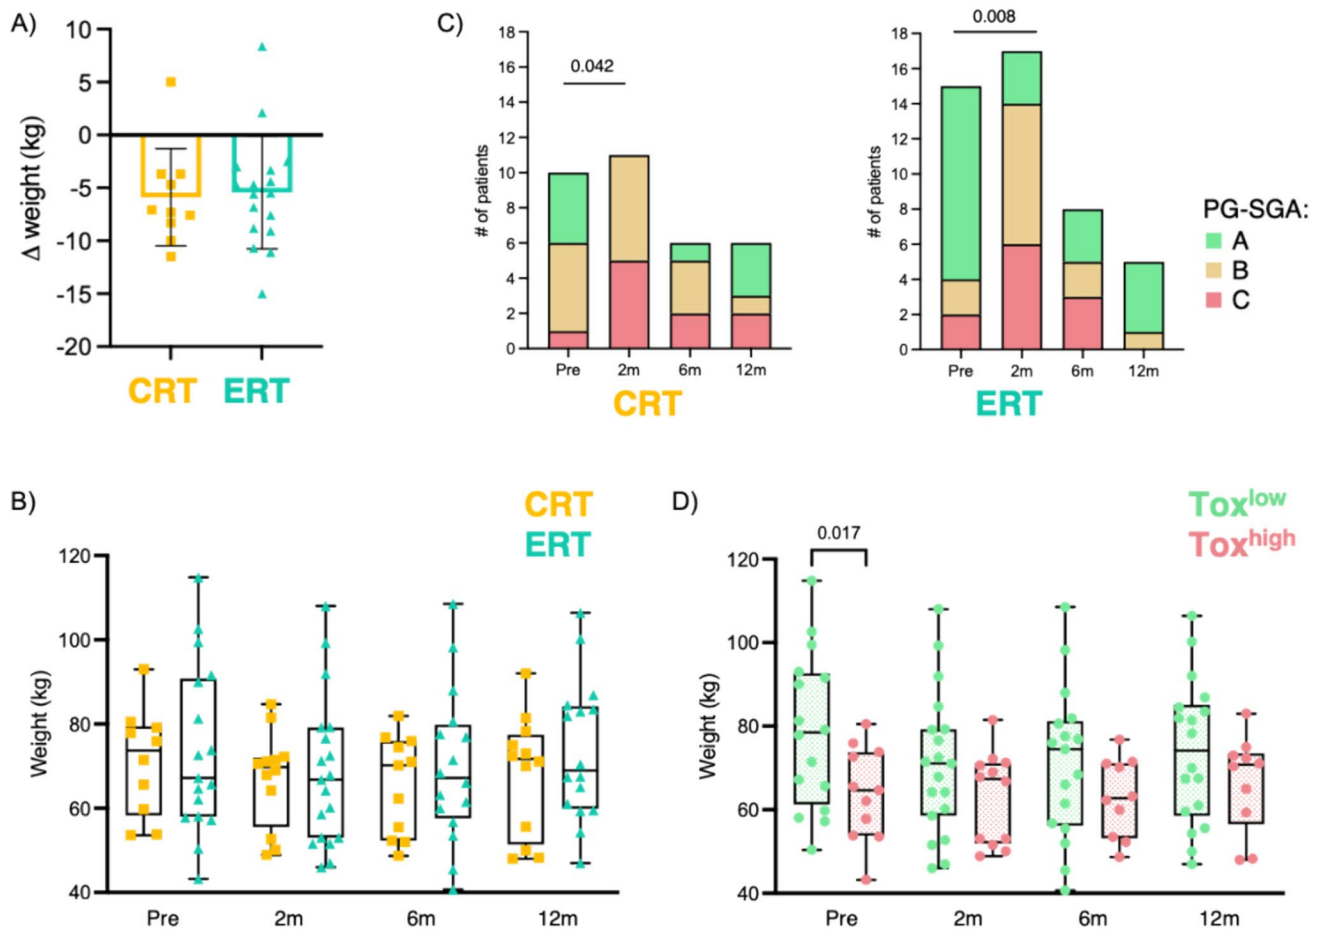 A)
10
5
0
-5
-10
-15
-20
Δ weight (kg)
CRT ERT
C)
18
16
14
12
10
8
6
4
2
0
# of patients
0.042
Pre 2m 6m 12m
CRT
18
16
14
12
10
8
6
4
2
0
# of patients
0.008
Pre 2m 6m 12m
ERT
PG-SGA:
A
B
C
B)
CRT
ERT
120
100
80
60
40
Weight (kg)
Pre 2m 6m 12m
D)
Toxlow
Toxhigh
0.017
120
100
80
60
40
Weight (kg)
Pre 2m 6m 12m